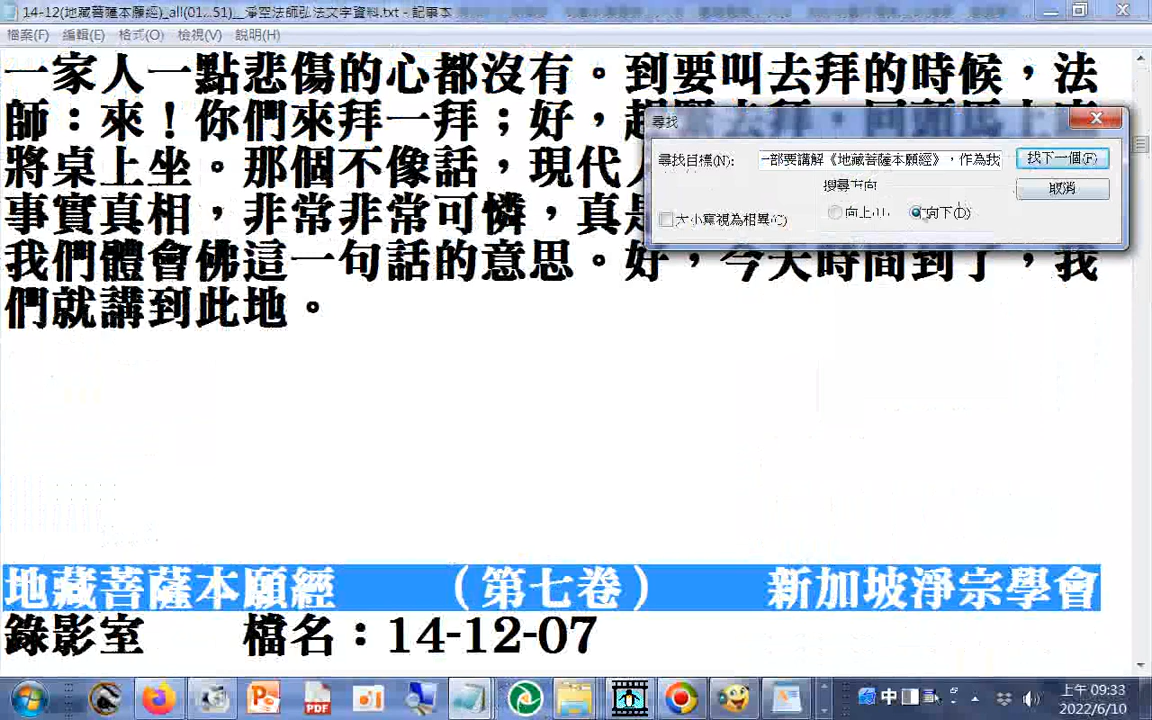 14-12(地藏菩薩本願經)_all(01...51)__淨空法師弘法文字資料.txt - 記事本
檔案(F) 編輯(E) 格式(O) 檢視(V) 說明(H)
一家人一點悲傷的心都沒有。到要叫去拜的時候，法
師：來！你們來拜一拜；好，
將桌上坐。那個不像話，現代
事實真相，非常非常可憐，真是
我們體會佛這一句話的意思。好，今天時間到了，我
們就講到此地。
尋找
尋找目標(N): 一部要講解《地藏菩薩本願經》，作為我 找下一個(F)
搜尋方向 取消
大小寫視為相異(C) 向上(U) 向下(D)
地藏菩薩本願經 （第七卷） 新加坡淨宗學會
錄影室 檔名：14-12-07
中 上午 09:33
2022/6/10